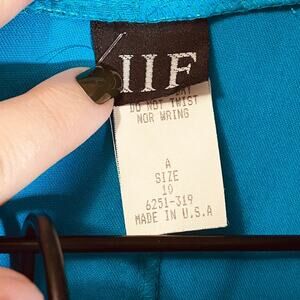 IIF
DO NOT TWIST
NOR WRING
A
SIZE
10
6251-319
MADE IN U.S.A